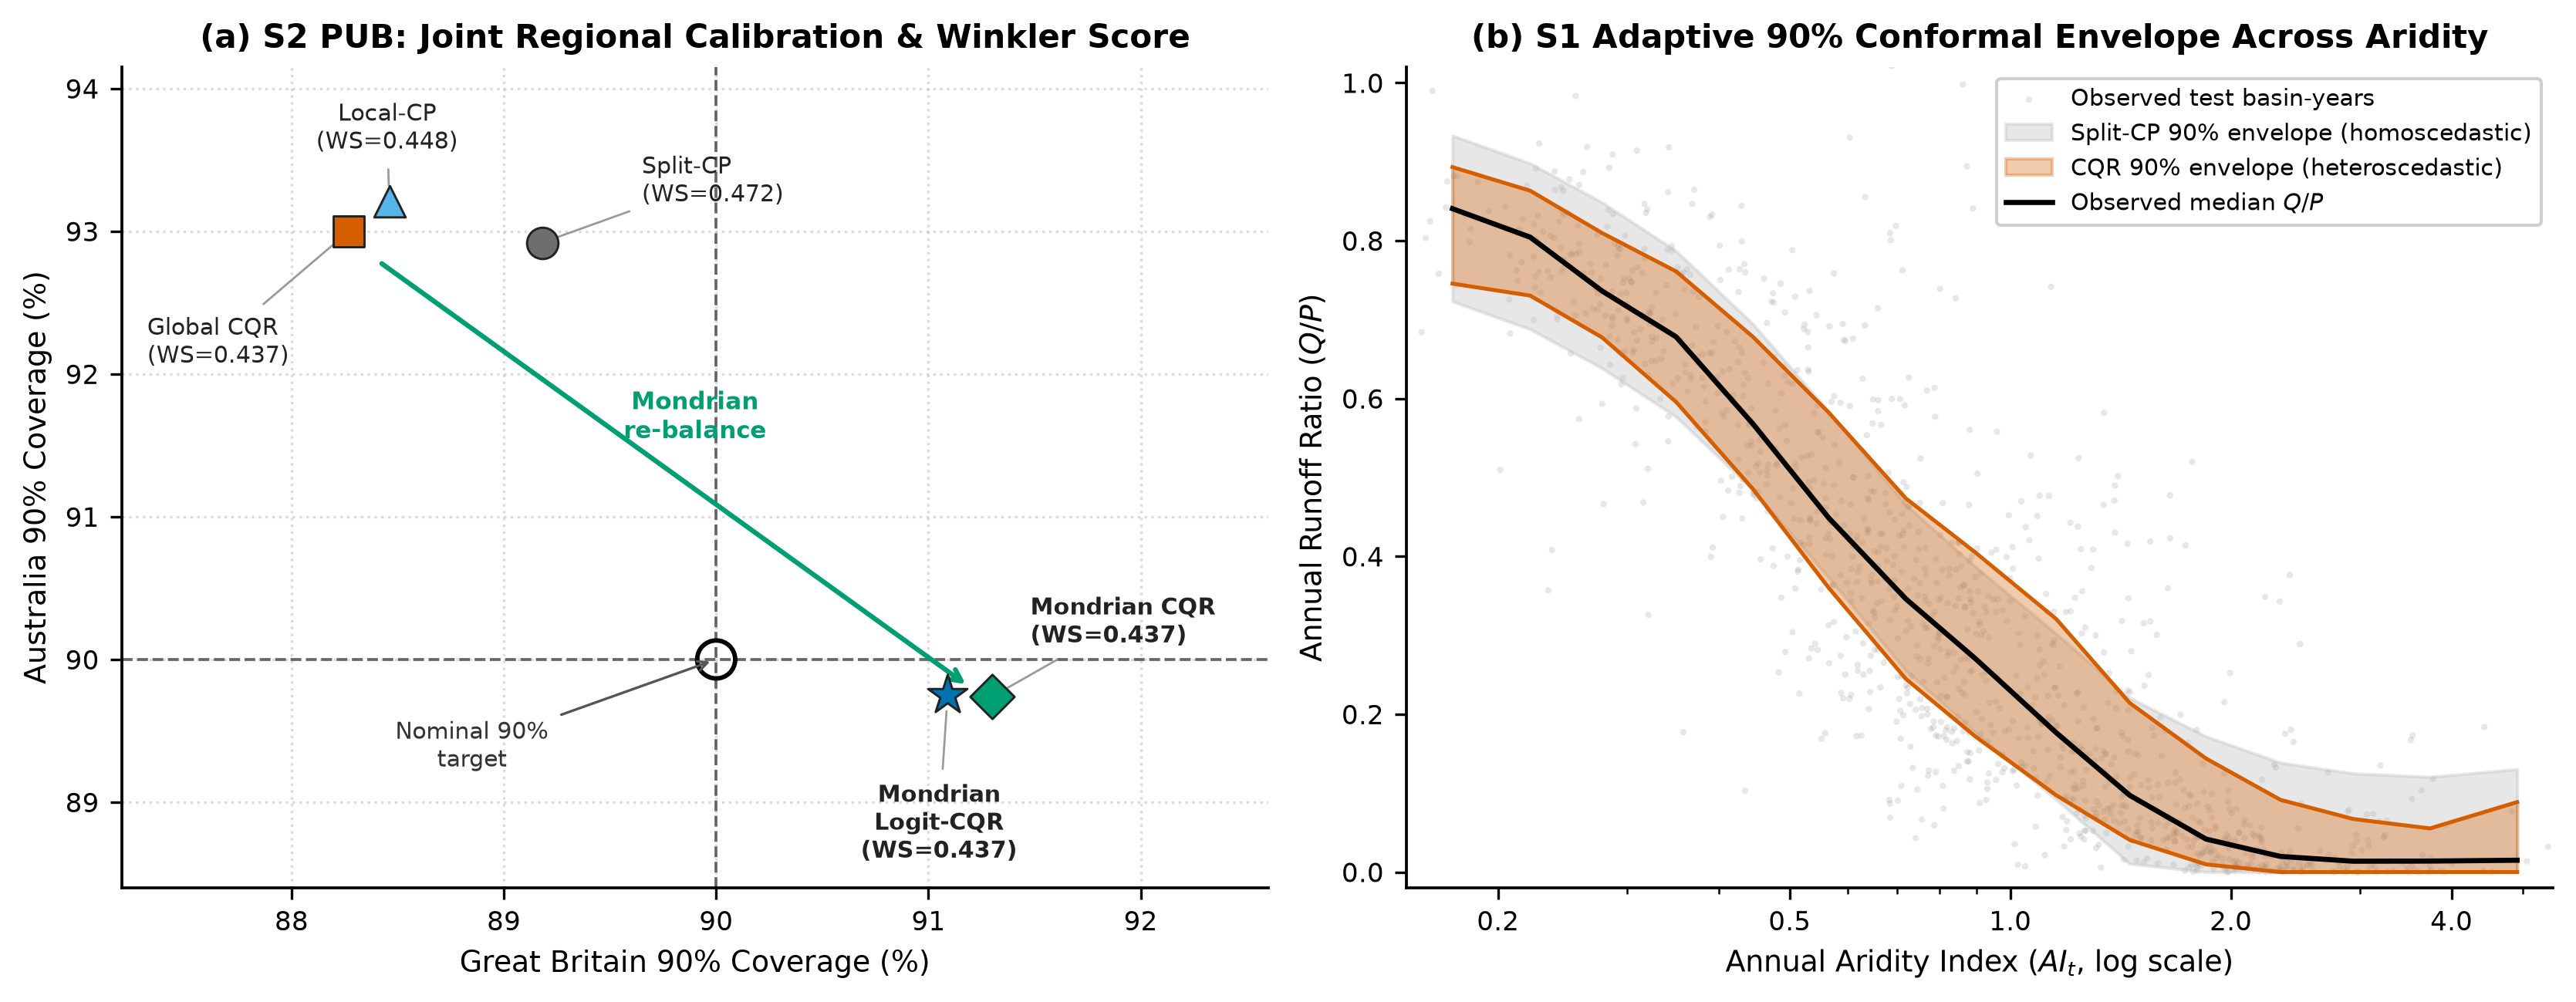 (a) S2 PUB: Joint Regional Calibration & Winkler Score
Australia 90% Coverage (%)
94
93
92
91
90
89
Local-CP
(WS=0.448)
Split-CP
(WS=0.472)
Global CQR
(WS=0.437)
Mondrian
re-balance
Mondrian CQR
(WS=0.437)
Nominal 90%
target
Mondrian
Logit-CQR
(WS=0.437)
88
89
90
91
92
Great Britain 90% Coverage (%)
(b) S1 Adaptive 90% Conformal Envelope Across Aridity
Annual Runoff Ratio (Q/P)
1.0
0.8
0.6
0.4
0.2
0.0
Observed test basin-years
Split-CP 90% envelope (homoscedastic)
CQR 90% envelope (heteroscedastic)
Observed median Q/P
0.2
0.5
1.0
2.0
4.0
Annual Aridity Index (AIt, log scale)